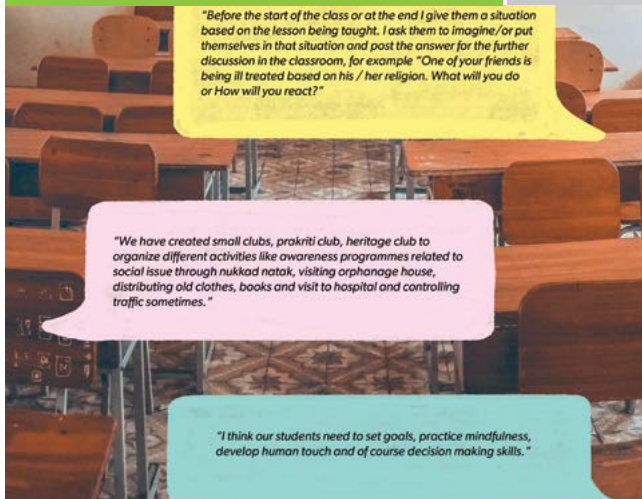 "Before the start of the class or at the end I give them a situation
based on the lesson being taught. I ask them to imagine/or put
themselves in that situation and post the answer for the further
discussion in the classroom, for example "One of your friends is
being ill treated based on his / her religion. What will you do
or How will you react?"
"We have created small clubs, prakriti club, heritage club to
organize different activities like awareness programmes related to
social issue through nukkad natak, visiting orphanage house,
distributing old clothes, books and visit to hospital and controlling
traffic sometimes."
"I think our students need to set goals, practice mindfulness,
develop human touch and of course decision making skills."